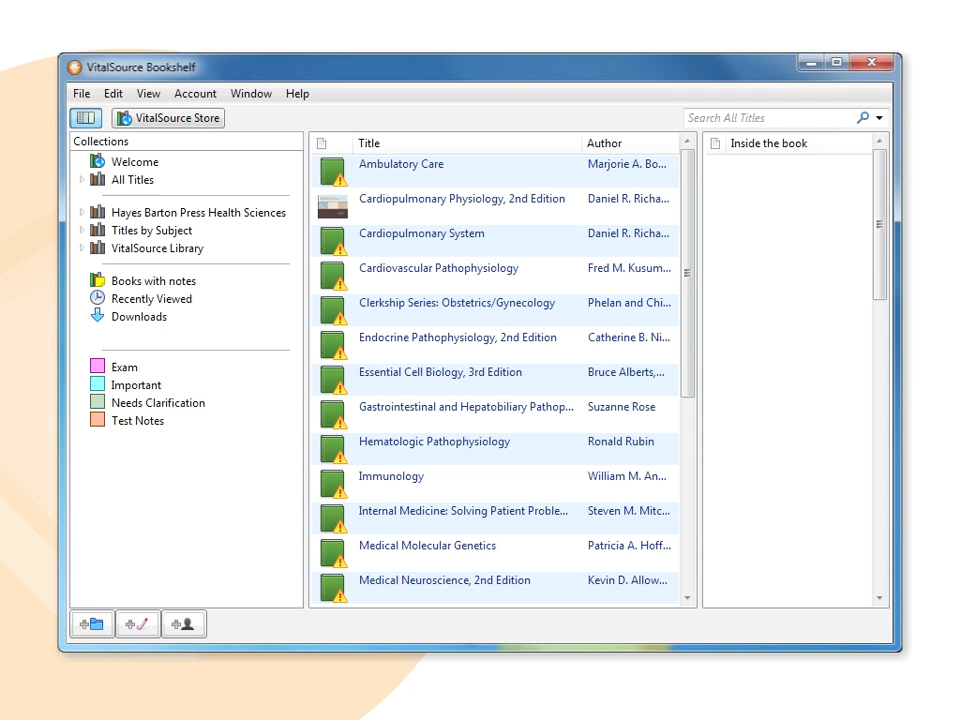 VitalSource Bookshelf
File Edit View Account Window Help
VitalSource Store
Search All Titles
Collections
Welcome
All Titles
Hayes Barton Press Health Sciences
Titles by Subject
VitalSource Library
Books with notes
Recently Viewed
Downloads
Exam
Important
Needs Clarification
Test Notes
Title Author
Ambulatory Care Marjorie A. Bo...
Cardiopulmonary Physiology, 2nd Edition Daniel R. Richa...
Cardiopulmonary System Daniel R. Richa...
Cardiovascular Pathophysiology Fred M. Kusum...
Clerkship Series: Obstetrics/Gynecology Phelan and Chi...
Endocrine Pathophysiology, 2nd Edition Catherine B. Ni...
Essential Cell Biology, 3rd Edition Bruce Alberts,...
Gastrointestinal and Hepatobiliary Pathop... Suzanne Rose
Hematologic Pathophysiology Ronald Rubin
Immunology William M. An...
Internal Medicine: Solving Patient Proble... Steven M. Mitc...
Medical Molecular Genetics Patricia A. Hoff...
Medical Neuroscience, 2nd Edition Kevin D. Allow...
Inside the book